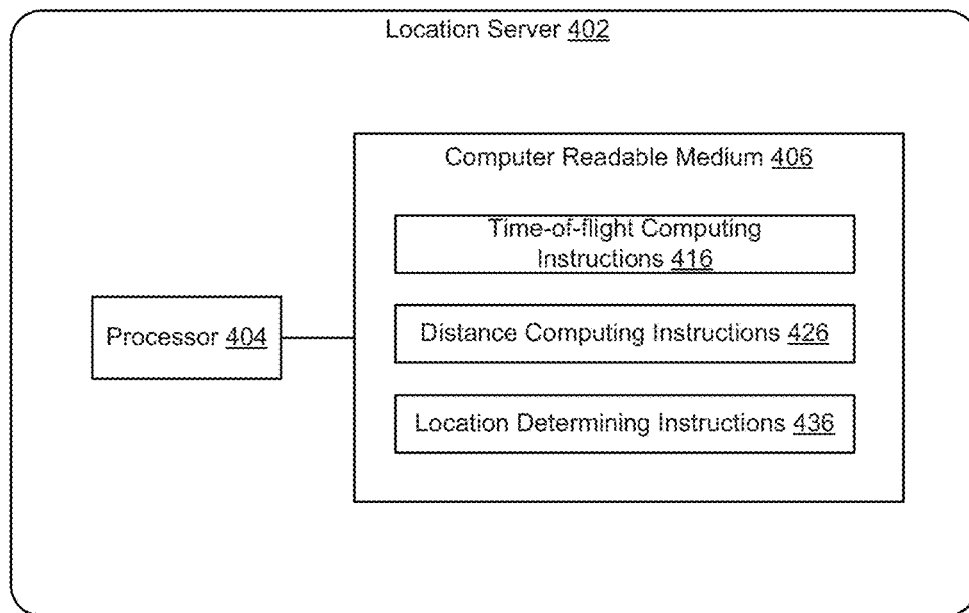 Location Server 402
Computer Readable Medium 406
Time-of-flight Computing
Instructions 416
Processor 404
Distance Computing Instructions 426
Location Determining Instructions 436